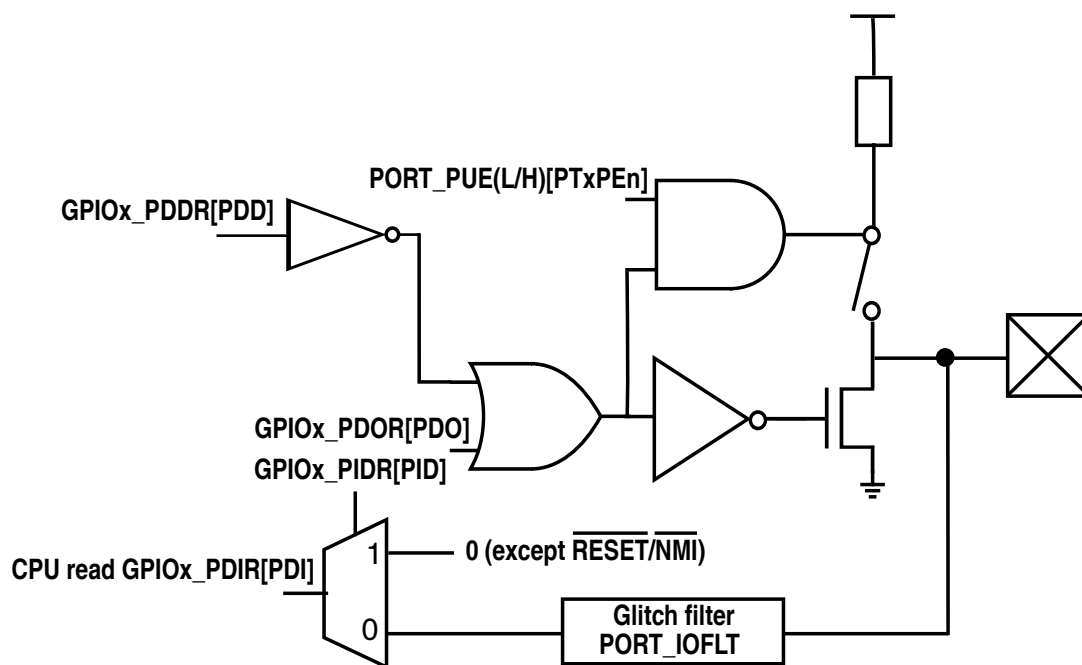 PORT_PUE(L/H)[PTxPEn]
GPIOx_PDDR[PDD]
GPIOx_PDOR[PDO]
GPIOx_PIDR[PID]
1
0 (except RESET/NMI)
CPU read GPIOx_PDIR[PDI]
0
Glitch filter
PORT_IOFLT